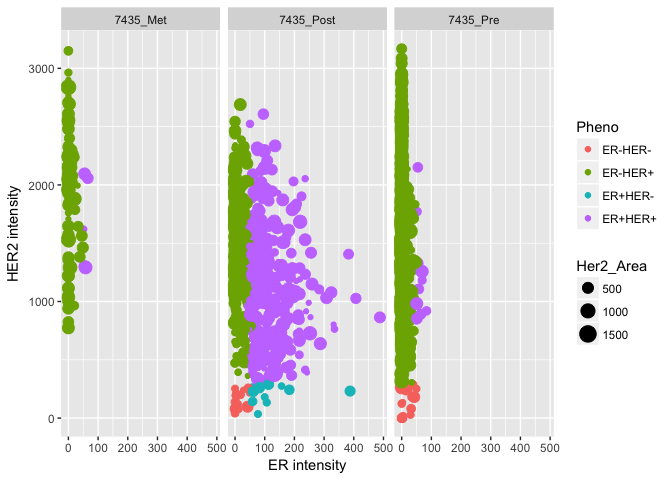 7435_Met 7435_Post 7435_Pre
HER2 intensity
3000
2000
1000
0
0 100 200 300 400 500 0 100 200 300 400 500 0 100 200 300 400 500
ER intensity
Pheno
ER-HER-
ER-HER+
ER+HER-
ER+HER+
Her2_Area
500
1000
1500